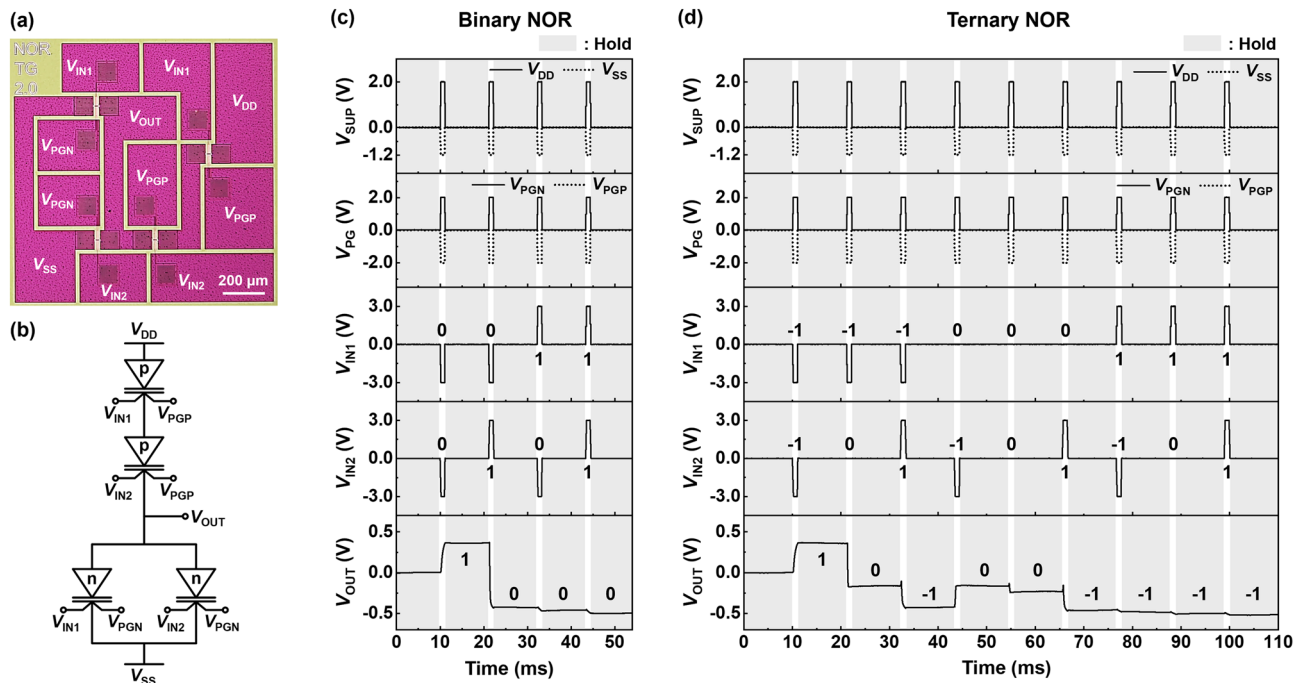 (a)
NOR
TG
2.0
VIN1
VIN1
VDD
VOUT
VPGN
VPGP
VPGN
VPGP
VSS
VIN2
VIN2
200 μm
(b)
VDD
p
VIN1 VPGP
p
VIN2 VPGP
VOUT
n n
VIN1 VPGN VIN2 VPGN
VSS
(c) Binary NOR
: Hold
VDD VSS
2.0
0.0
-1.2
VSUP (V)
VPGN VPGP
2.0
0.0
-2.0
VPG (V)
3.0
0.0
-3.0
VIN1 (V)
0 0 1 1
3.0
0.0
-3.0
VIN2 (V)
0 1 0 1
0.5
0.0
-0.5
VOUT (V)
1 0 0 0
0 10 20 30 40 50
Time (ms)
(d) Ternary NOR
: Hold
VDD VSS
2.0
0.0
-1.2
VSUP (V)
VPGN VPGP
2.0
0.0
-2.0
VPG (V)
3.0
0.0
-3.0
VIN1 (V)
-1 -1 -1 0 0 0 1 1 1
3.0
0.0
-3.0
VIN2 (V)
-1 0 1 -1 0 1 -1 0 1
0.5
0.0
-0.5
VOUT (V)
1 0 -1 0 0 -1 -1 -1 -1
0 10 20 30 40 50 60 70 80 90 100 110
Time (ms)